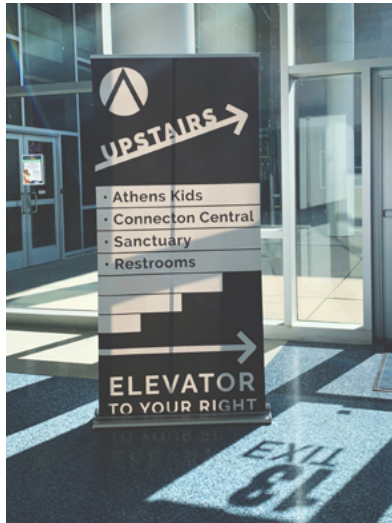 UPSTAIRS
• Athens Kids
• Connecton Central
• Sanctuary
• Restrooms
ELEVATOR
TO YOUR RIGHT
EXIT
13